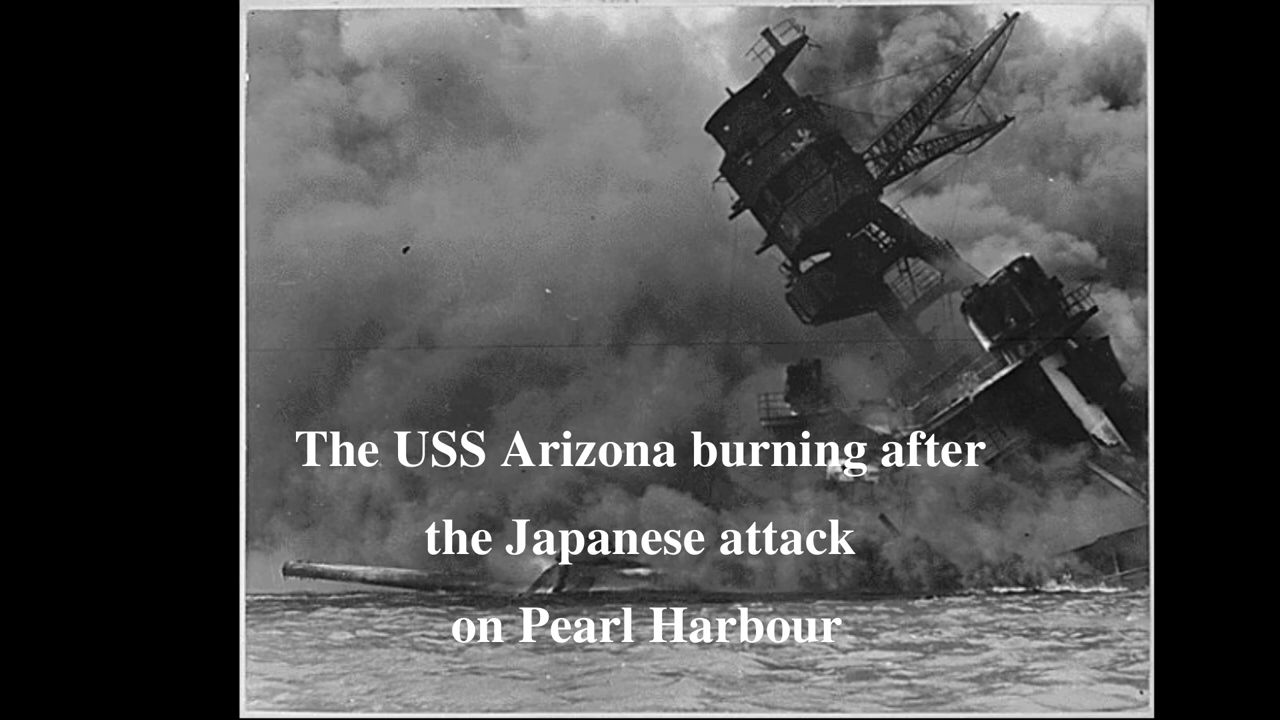 The USS Arizona burning after
the Japanese attack
on Pearl Harbour